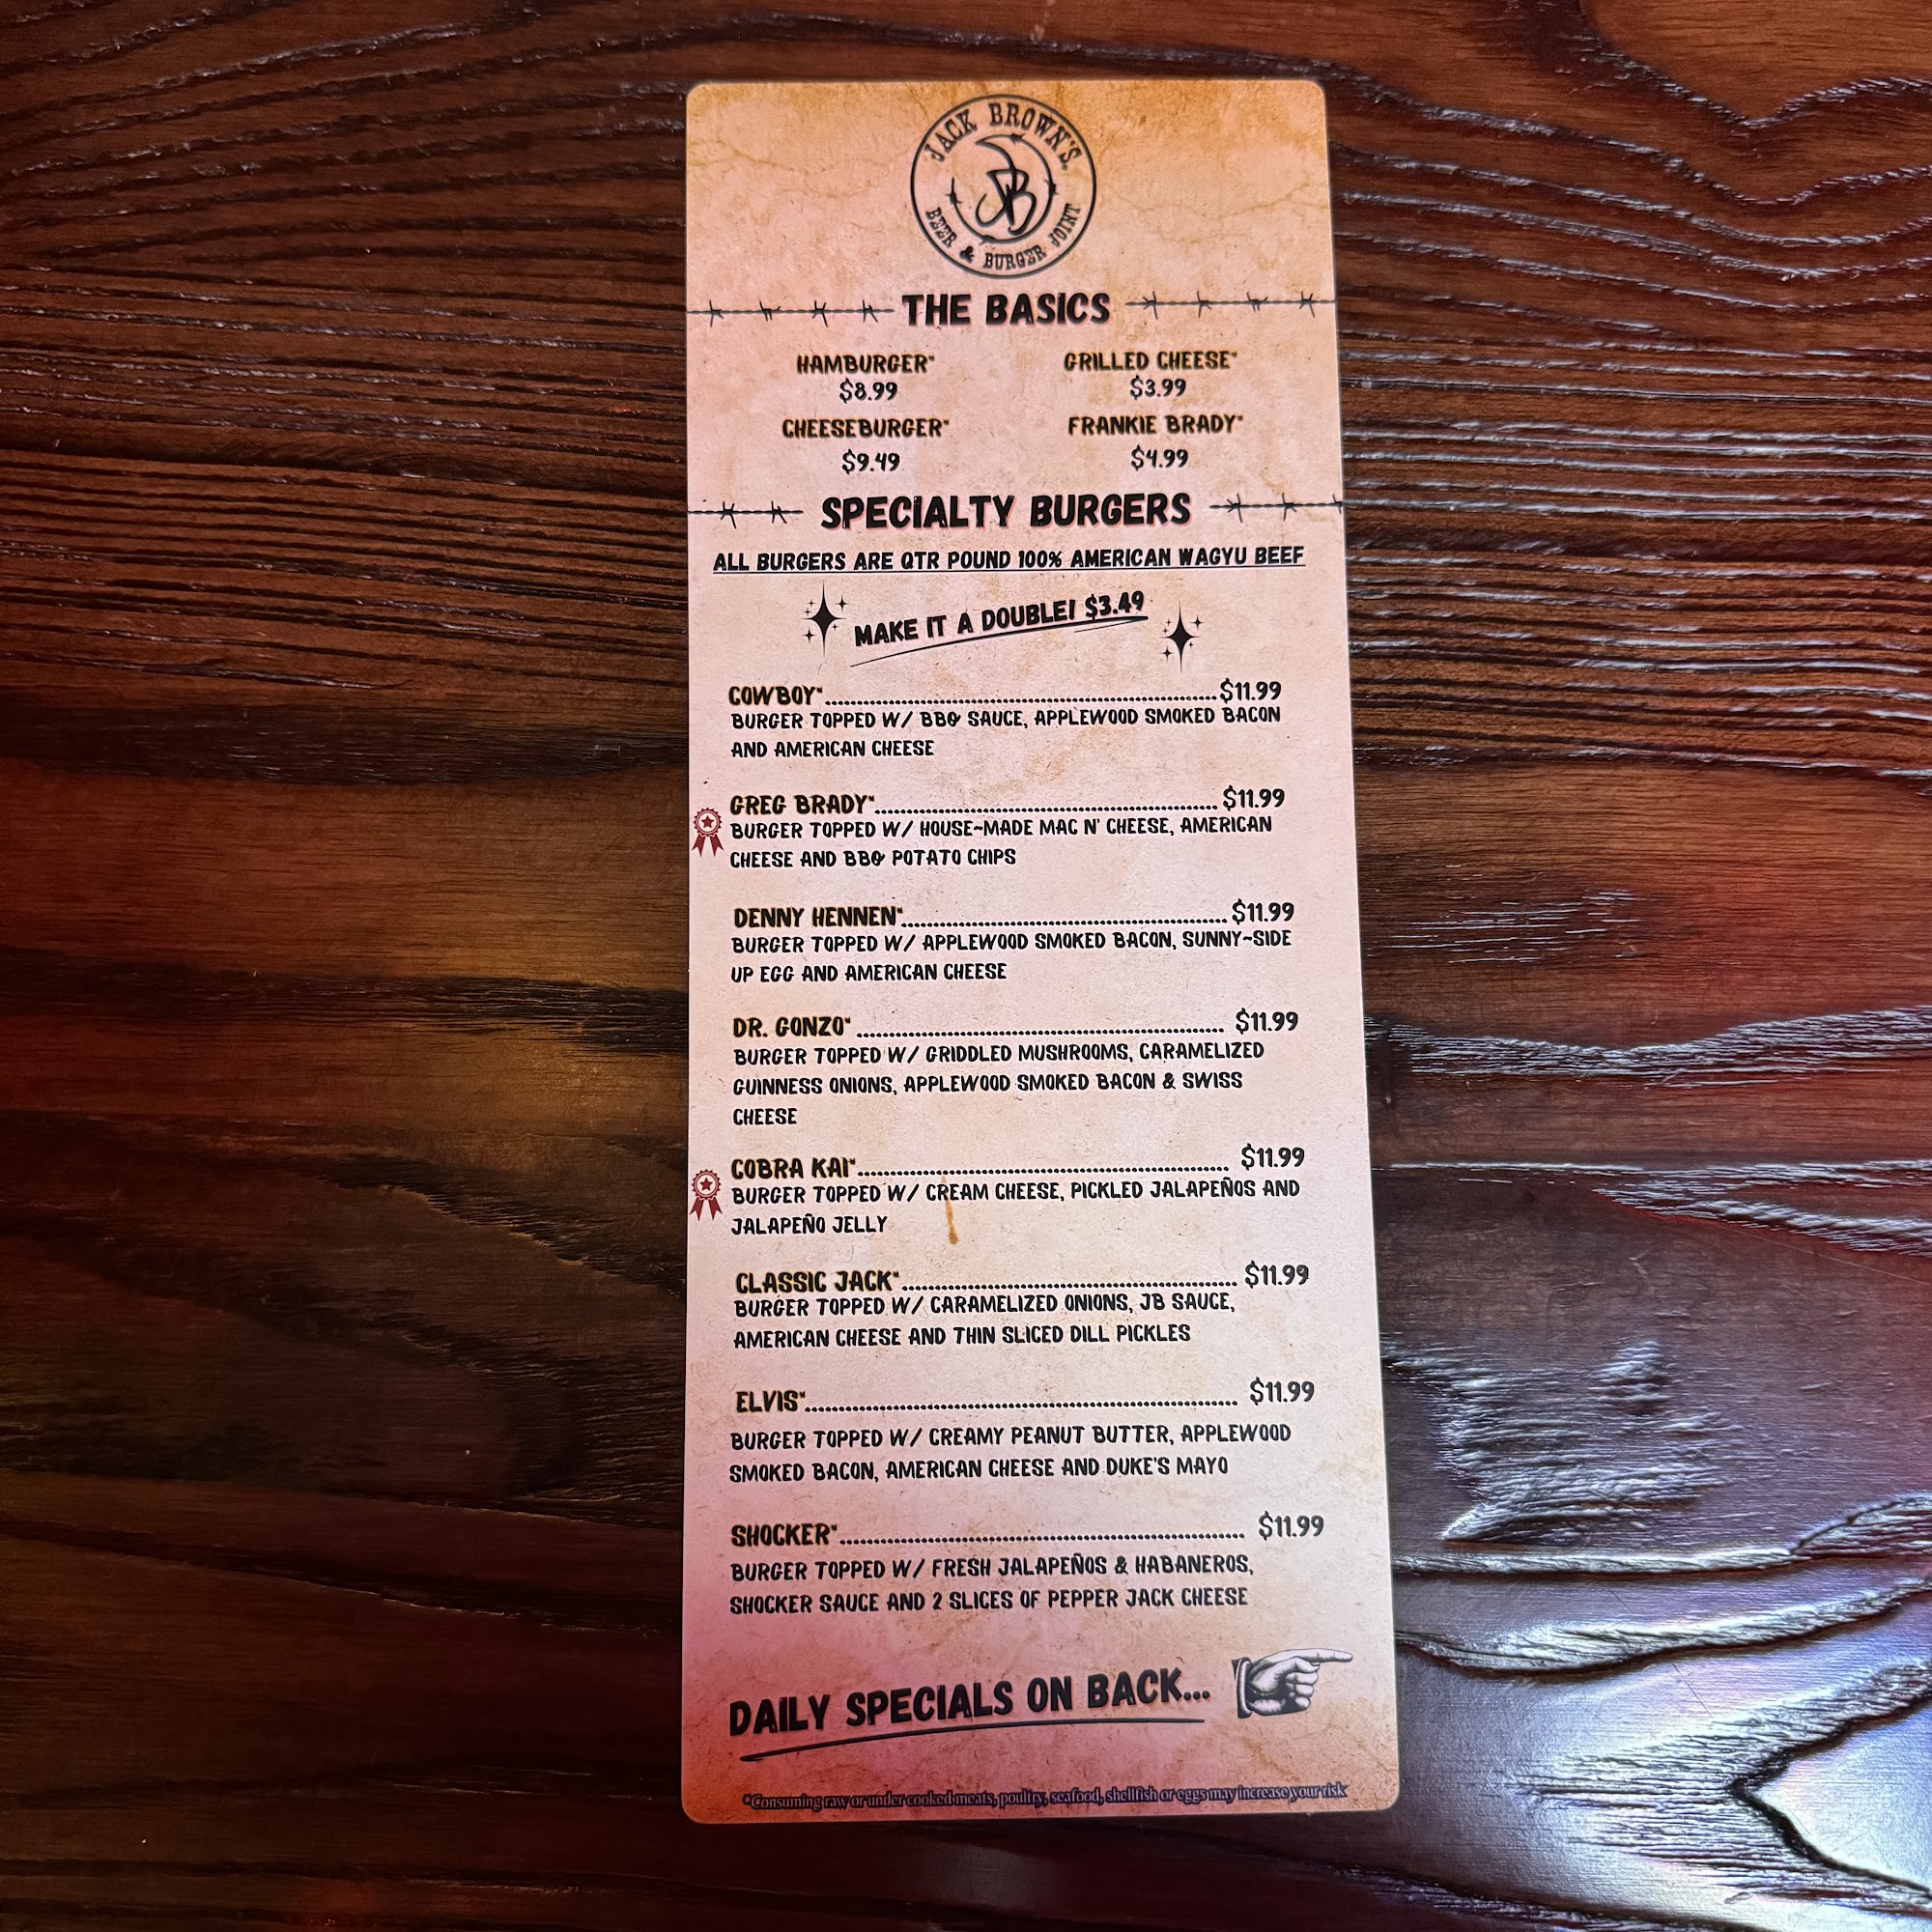 JACK BROWN'S
JB
BEER & BURGER JOINT
THE BASICS
HAMBURGER* GRILLED CHEESE*
$8.99 $3.99
CHEESEBURGER* FRANKIE BRADY*
$9.49 $4.99
SPECIALTY BURGERS
ALL BURGERS ARE QTR POUND 100% AMERICAN WAGYU BEEF
MAKE IT A DOUBLE! $3.49
COWBOY*........................................$11.99
BURGER TOPPED W/ BBQ SAUCE, APPLEWOOD SMOKED BACON
AND AMERICAN CHEESE
GREG BRADY*........................................$11.99
BURGER TOPPED W/ HOUSE~MADE MAC N' CHEESE, AMERICAN
CHEESE AND BBQ POTATO CHIPS
DENNY HENNEN*........................................$11.99
BURGER TOPPED W/ APPLEWOOD SMOKED BACON, SUNNY~SIDE
UP EGG AND AMERICAN CHEESE
DR. GONZO*........................................$11.99
BURGER TOPPED W/ GRIDDLED MUSHROOMS, CARAMELIZED
GUINNESS ONIONS, APPLEWOOD SMOKED BACON & SWISS
CHEESE
COBRA KAI*........................................$11.99
BURGER TOPPED W/ CREAM CHEESE, PICKLED JALAPEÑOS AND
JALAPEÑO JELLY
CLASSIC JACK*........................................$11.99
BURGER TOPPED W/ CARAMELIZED ONIONS, JB SAUCE,
AMERICAN CHEESE AND THIN SLICED DILL PICKLES
ELVIS*........................................$11.99
BURGER TOPPED W/ CREAMY PEANUT BUTTER, APPLEWOOD
SMOKED BACON, AMERICAN CHEESE AND DUKE'S MAYO
SHOCKER*........................................$11.99
BURGER TOPPED W/ FRESH JALAPEÑOS & HABANEROS,
SHOCKER SAUCE AND 2 SLICES OF PEPPER JACK CHEESE
DAILY SPECIALS ON BACK...
*Consuming raw or under cooked meats, poultry, seafood, shellfish or eggs may increase your risk